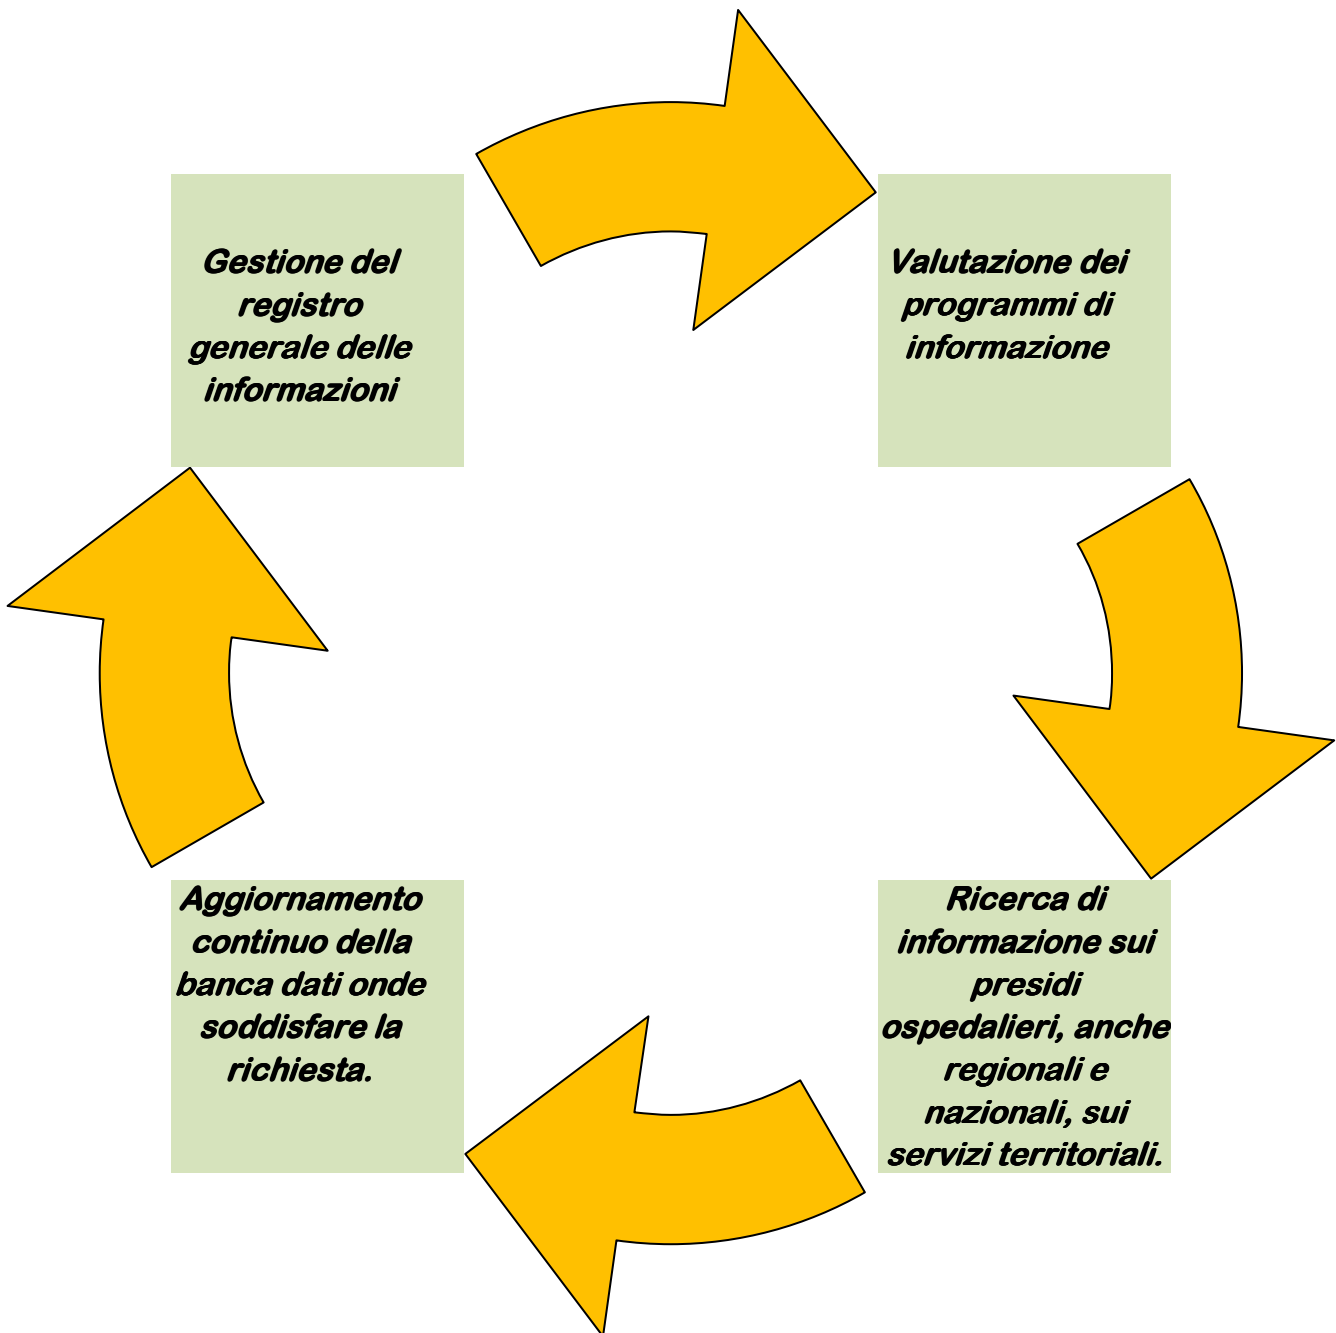 Gestione del
registro
generale delle
informazioni
Valutazione dei
programmi di
informazione
Ricerca di
informazione sui
presidi
ospedalieri, anche
regionali e
nazionali, sui
servizi territoriali.
Aggiornamento
continuo della
banca dati onde
soddisfare la
richiesta.